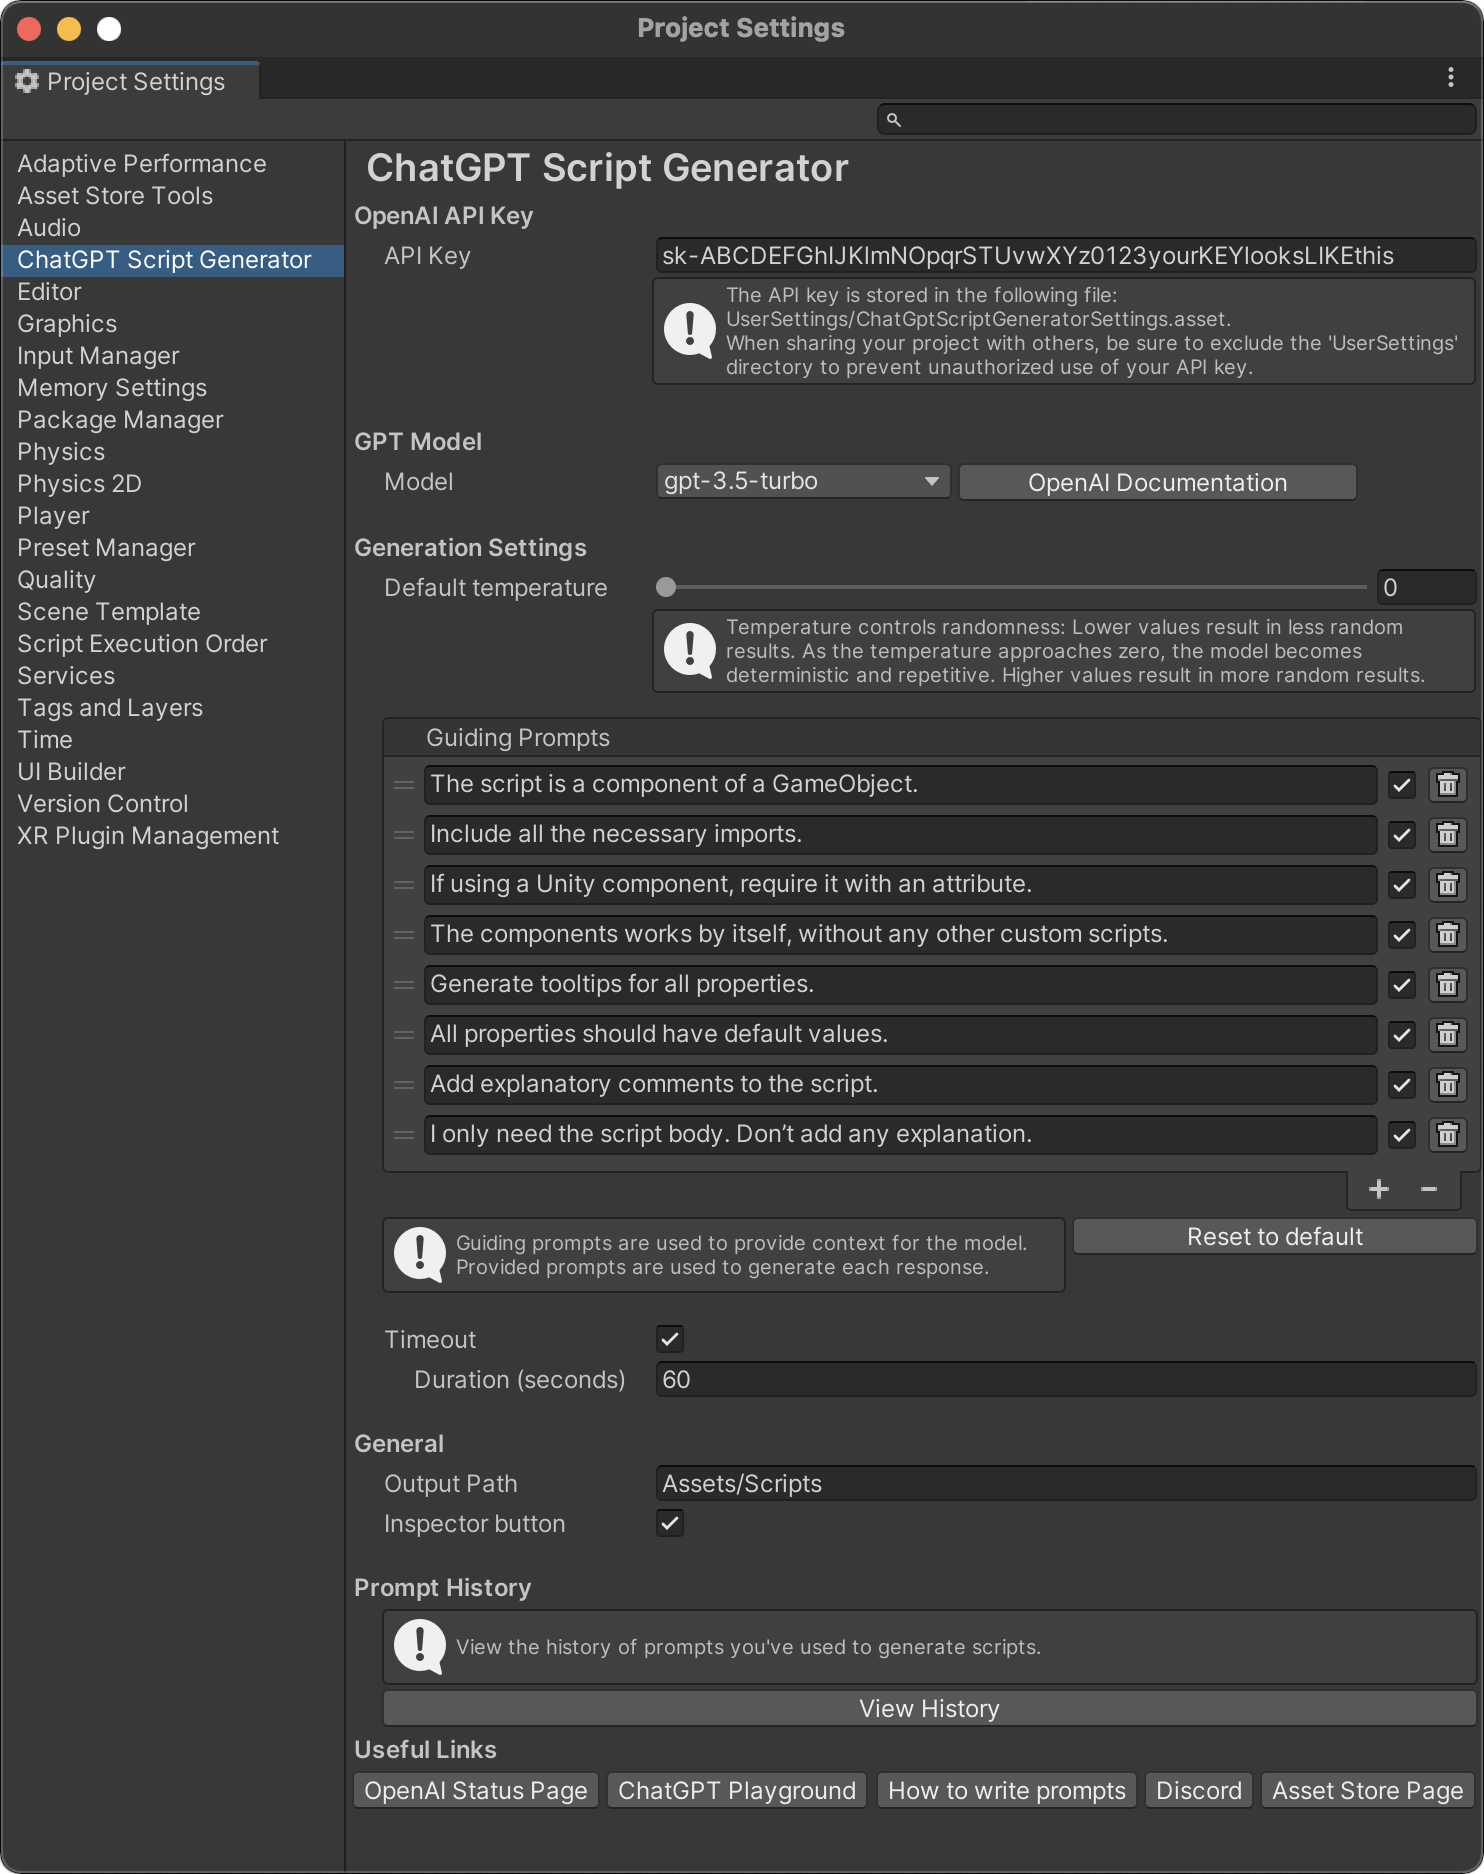 Project Settings
Project Settings
Adaptive Performance
Asset Store Tools
Audio
ChatGPT Script Generator
Editor
Graphics
Input Manager
Memory Settings
Package Manager
Physics
Physics 2D
Player
Preset Manager
Quality
Scene Template
Script Execution Order
Services
Tags and Layers
Time
UI Builder
Version Control
XR Plugin Management
ChatGPT Script Generator
OpenAI API Key
API Key
sk-ABCDEFGhIJKlmNOpqrSTUvwXYz0123yourKEYlooksLIKEthis
The API key is stored in the following file:
UserSettings/ChatGptScriptGeneratorSettings.asset.
When sharing your project with others, be sure to exclude the 'UserSettings'
directory to prevent unauthorized use of your API key.
GPT Model
Model
gpt-3.5-turbo
OpenAI Documentation
Generation Settings
Default temperature
0
Temperature controls randomness: Lower values result in less random
results. As the temperature approaches zero, the model becomes
deterministic and repetitive. Higher values result in more random results.
Guiding Prompts
The script is a component of a GameObject.
Include all the necessary imports.
If using a Unity component, require it with an attribute.
The components works by itself, without any other custom scripts.
Generate tooltips for all properties.
All properties should have default values.
Add explanatory comments to the script.
I only need the script body. Don’t add any explanation.
Guiding prompts are used to provide context for the model.
Provided prompts are used to generate each response.
Reset to default
Timeout
Duration (seconds)
60
General
Output Path
Assets/Scripts
Inspector button
Prompt History
View the history of prompts you've used to generate scripts.
View History
Useful Links
OpenAI Status Page
ChatGPT Playground
How to write prompts
Discord
Asset Store Page